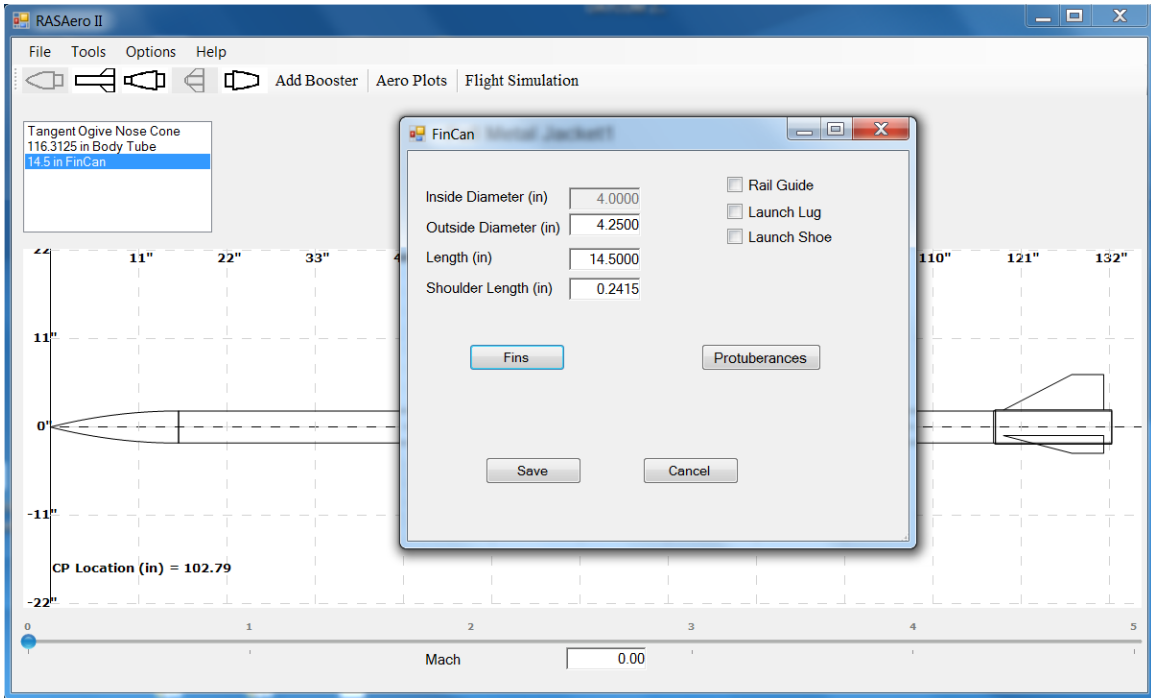 RASAero II
File Tools Options Help
Add Booster Aero Plots Flight Simulation
Tangent Ogive Nose Cone
116.3125 in Body Tube
14.5 in FinCan
FinCan
Inside Diameter (in) 4.0000
Outside Diameter (in) 4.2500
Length (in) 14.5000
Shoulder Length (in) 0.2415
Rail Guide
Launch Lug
Launch Shoe
Fins
Protuberances
Save
Cancel
22
11" 22" 33" 4 110" 121" 132"
11"
0"
-11"
CP Location (in) = 102.79
-22"
0 1 2 3 4 5
Mach 0.00